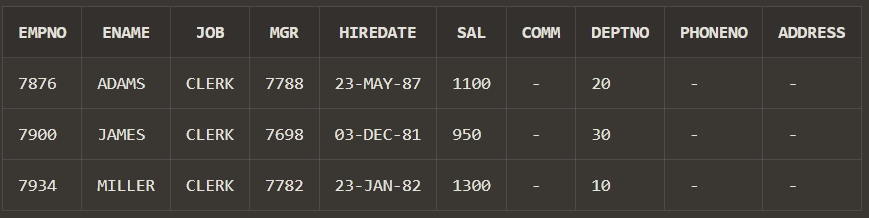 EMPNO ENAME JOB MGR HIREDATE SAL COMM DEPTNO PHONENO ADDRESS
7876 ADAMS CLERK 7788 23-MAY-87 1100 - 20 - -
7900 JAMES CLERK 7698 03-DEC-81 950 - 30 - -
7934 MILLER CLERK 7782 23-JAN-82 1300 - 10 - -